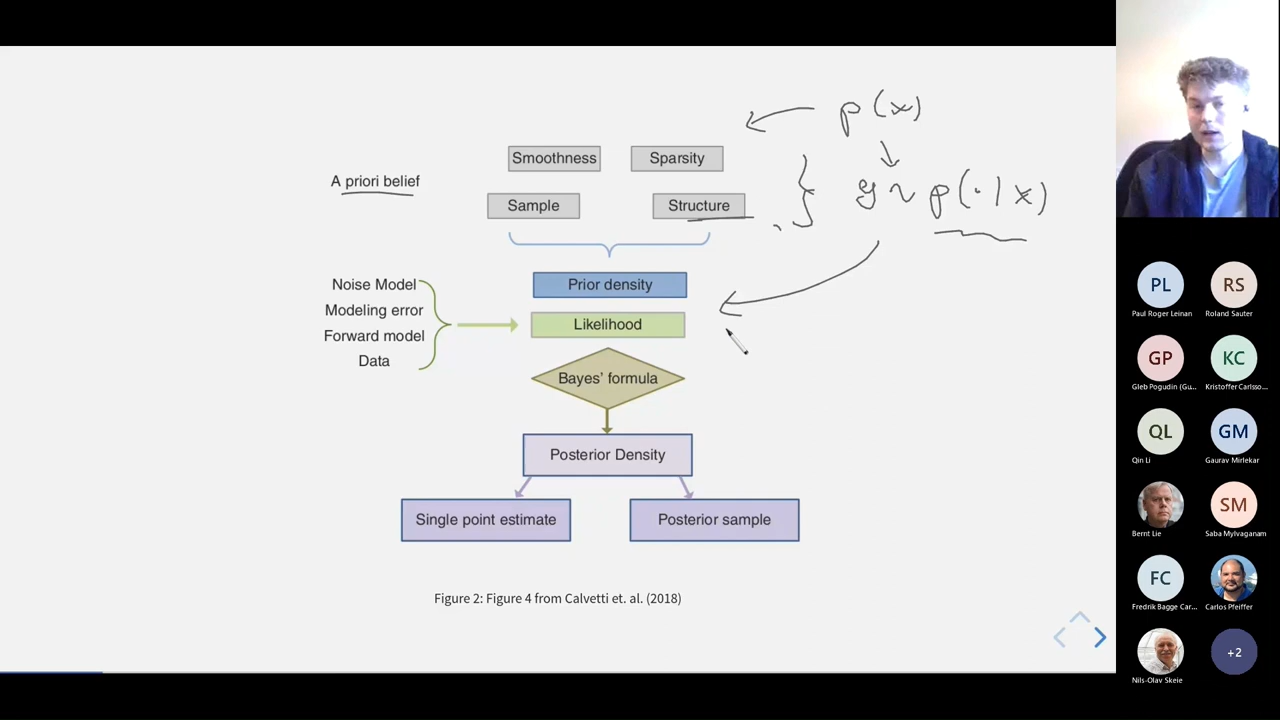 p(x)
Smoothness Sparsity
A priori belief
Sample Structure
y ~ p(· | x)
Prior density
Noise Model
Modeling error
Forward model
Data
Likelihood
Bayes' formula
Posterior Density
Single point estimate Posterior sample
Figure 2: Figure 4 from Calvetti et. al. (2018)
PL RS
Paul Roger Leinan Roland Sauter
GP KC
Gleb Pogudin (Gu... Kristoffer Carlsso...
QL GM
Qin Li Gaurav Mirlekar
SM
Bernt Lie Saba Mylvaganam
FC
Fredrik Bagge Car... Carlos Pfeiffer
+2
Nils-Olav Skeie